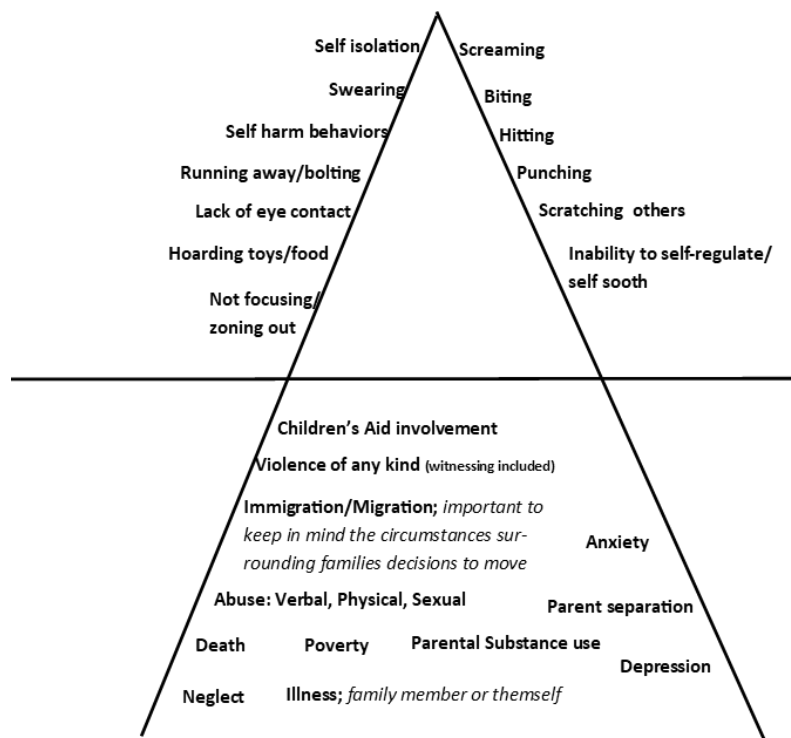 Self isolation
Screaming
Swearing
Biting
Self harm behaviors
Hitting
Running away/bolting
Punching
Lack of eye contact
Scratching others
Hoarding toys/food
Inability to self-regulate/
self sooth
Not focusing/
zoning out
Children's Aid involvement
Violence of any kind (witnessing included)
Immigration/Migration; important to
keep in mind the circumstances sur-
rounding families decisions to move
Anxiety
Abuse: Verbal, Physical, Sexual
Parent separation
Death
Poverty
Parental Substance use
Depression
Neglect
Illness; family member or themself